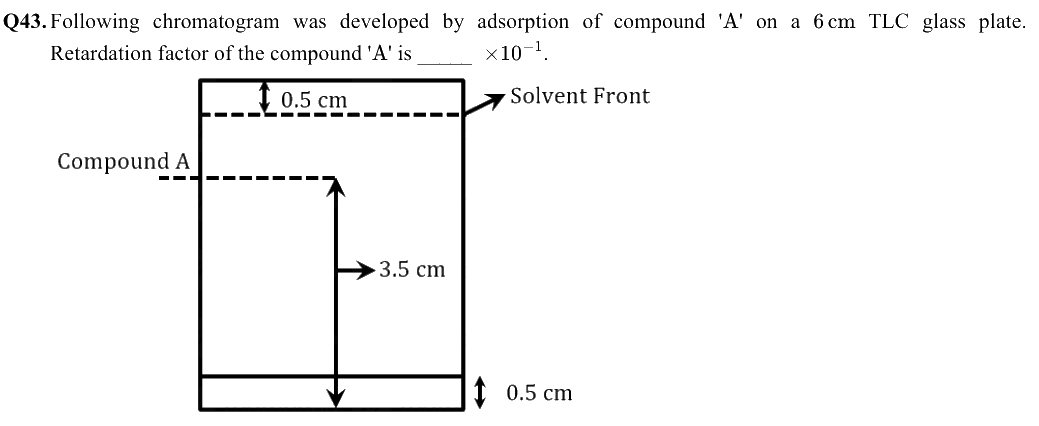 Q43. Following chromatogram was developed by adsorption of compound 'A' on a 6 cm TLC glass plate.
Retardation factor of the compound 'A' is _____ ×10⁻¹.
0.5 cm
Solvent Front
Compound A
3.5 cm
0.5 cm